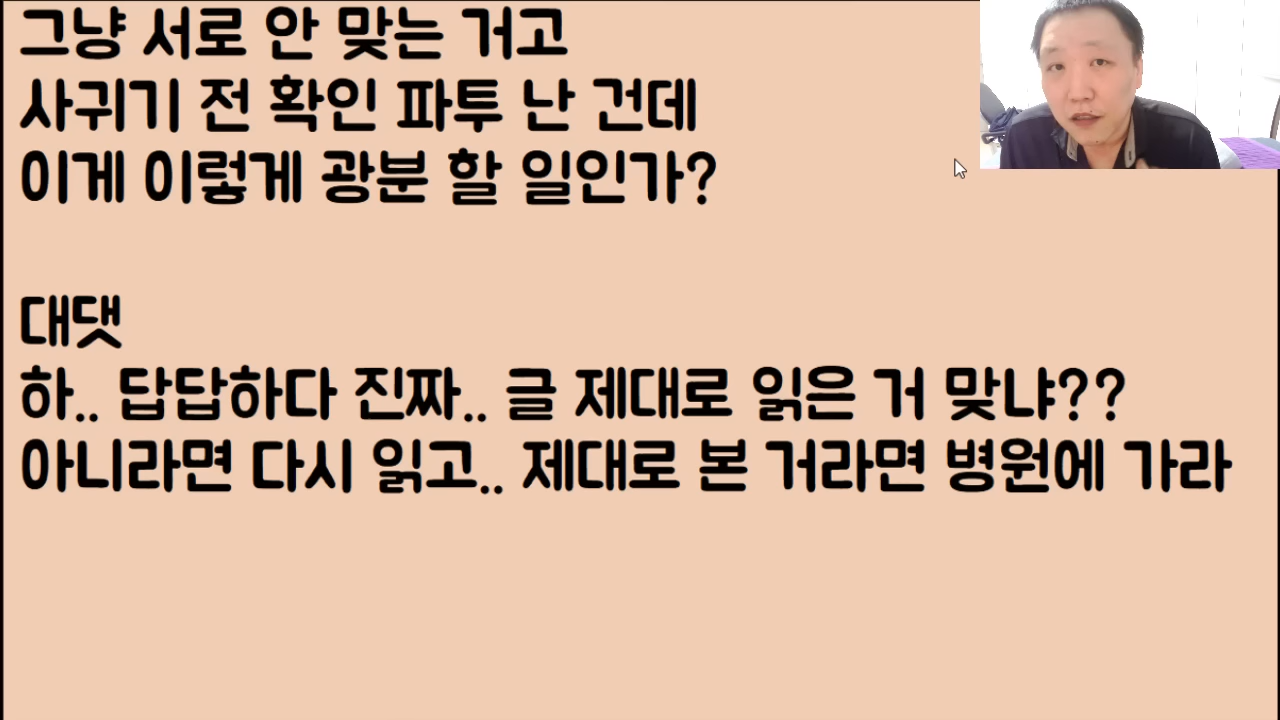 그냥 서로 안 맞는 거고
사귀기 전 확인 파투 난 건데
이게 이렇게 광분 할 일인가?
대댓
하.. 답답하다 진짜.. 글 제대로 읽은 거 맞냐??
아니라면 다시 읽고.. 제대로 본 거라면 병원에 가라